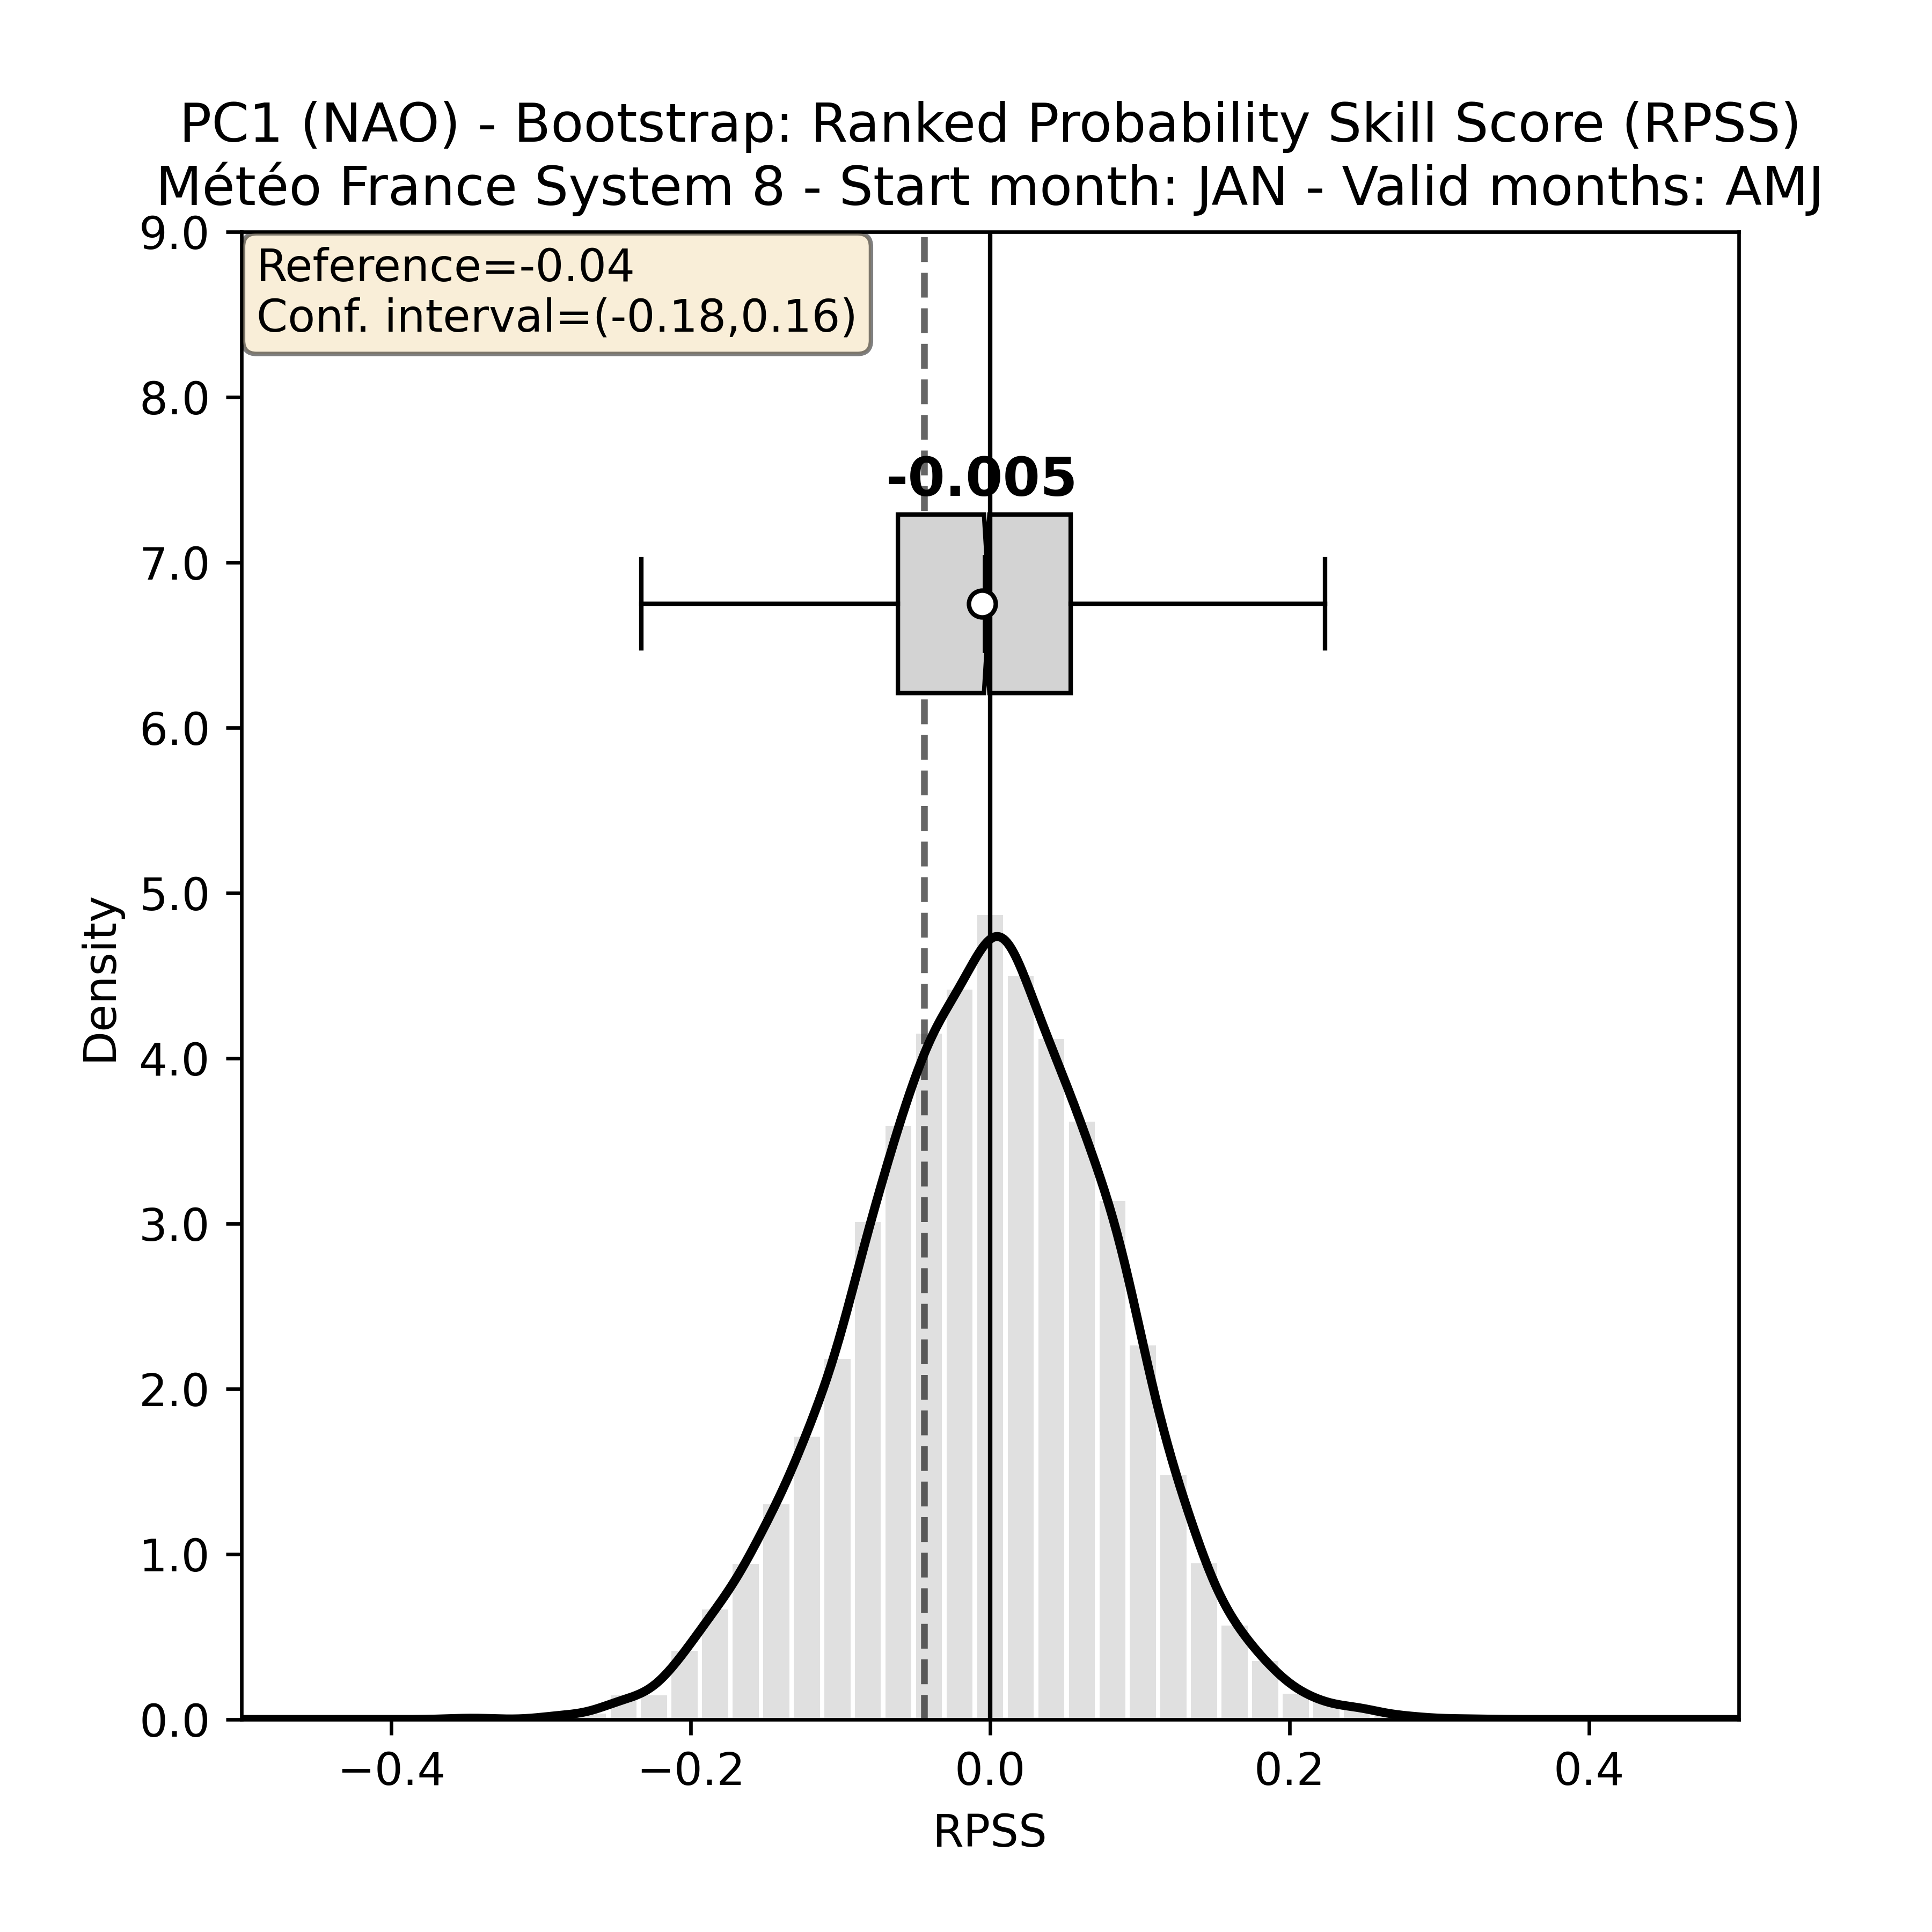 PC1 (NAO) - Bootstrap: Ranked Probability Skill Score (RPSS)
Météo France System 8 - Start month: JAN - Valid months: AMJ
Reference=-0.04
Conf. interval=(-0.18,0.16)
-0.005
9.0
8.0
7.0
6.0
5.0
4.0
3.0
2.0
1.0
0.0
Density
−0.4
−0.2
0.0
0.2
0.4
RPSS